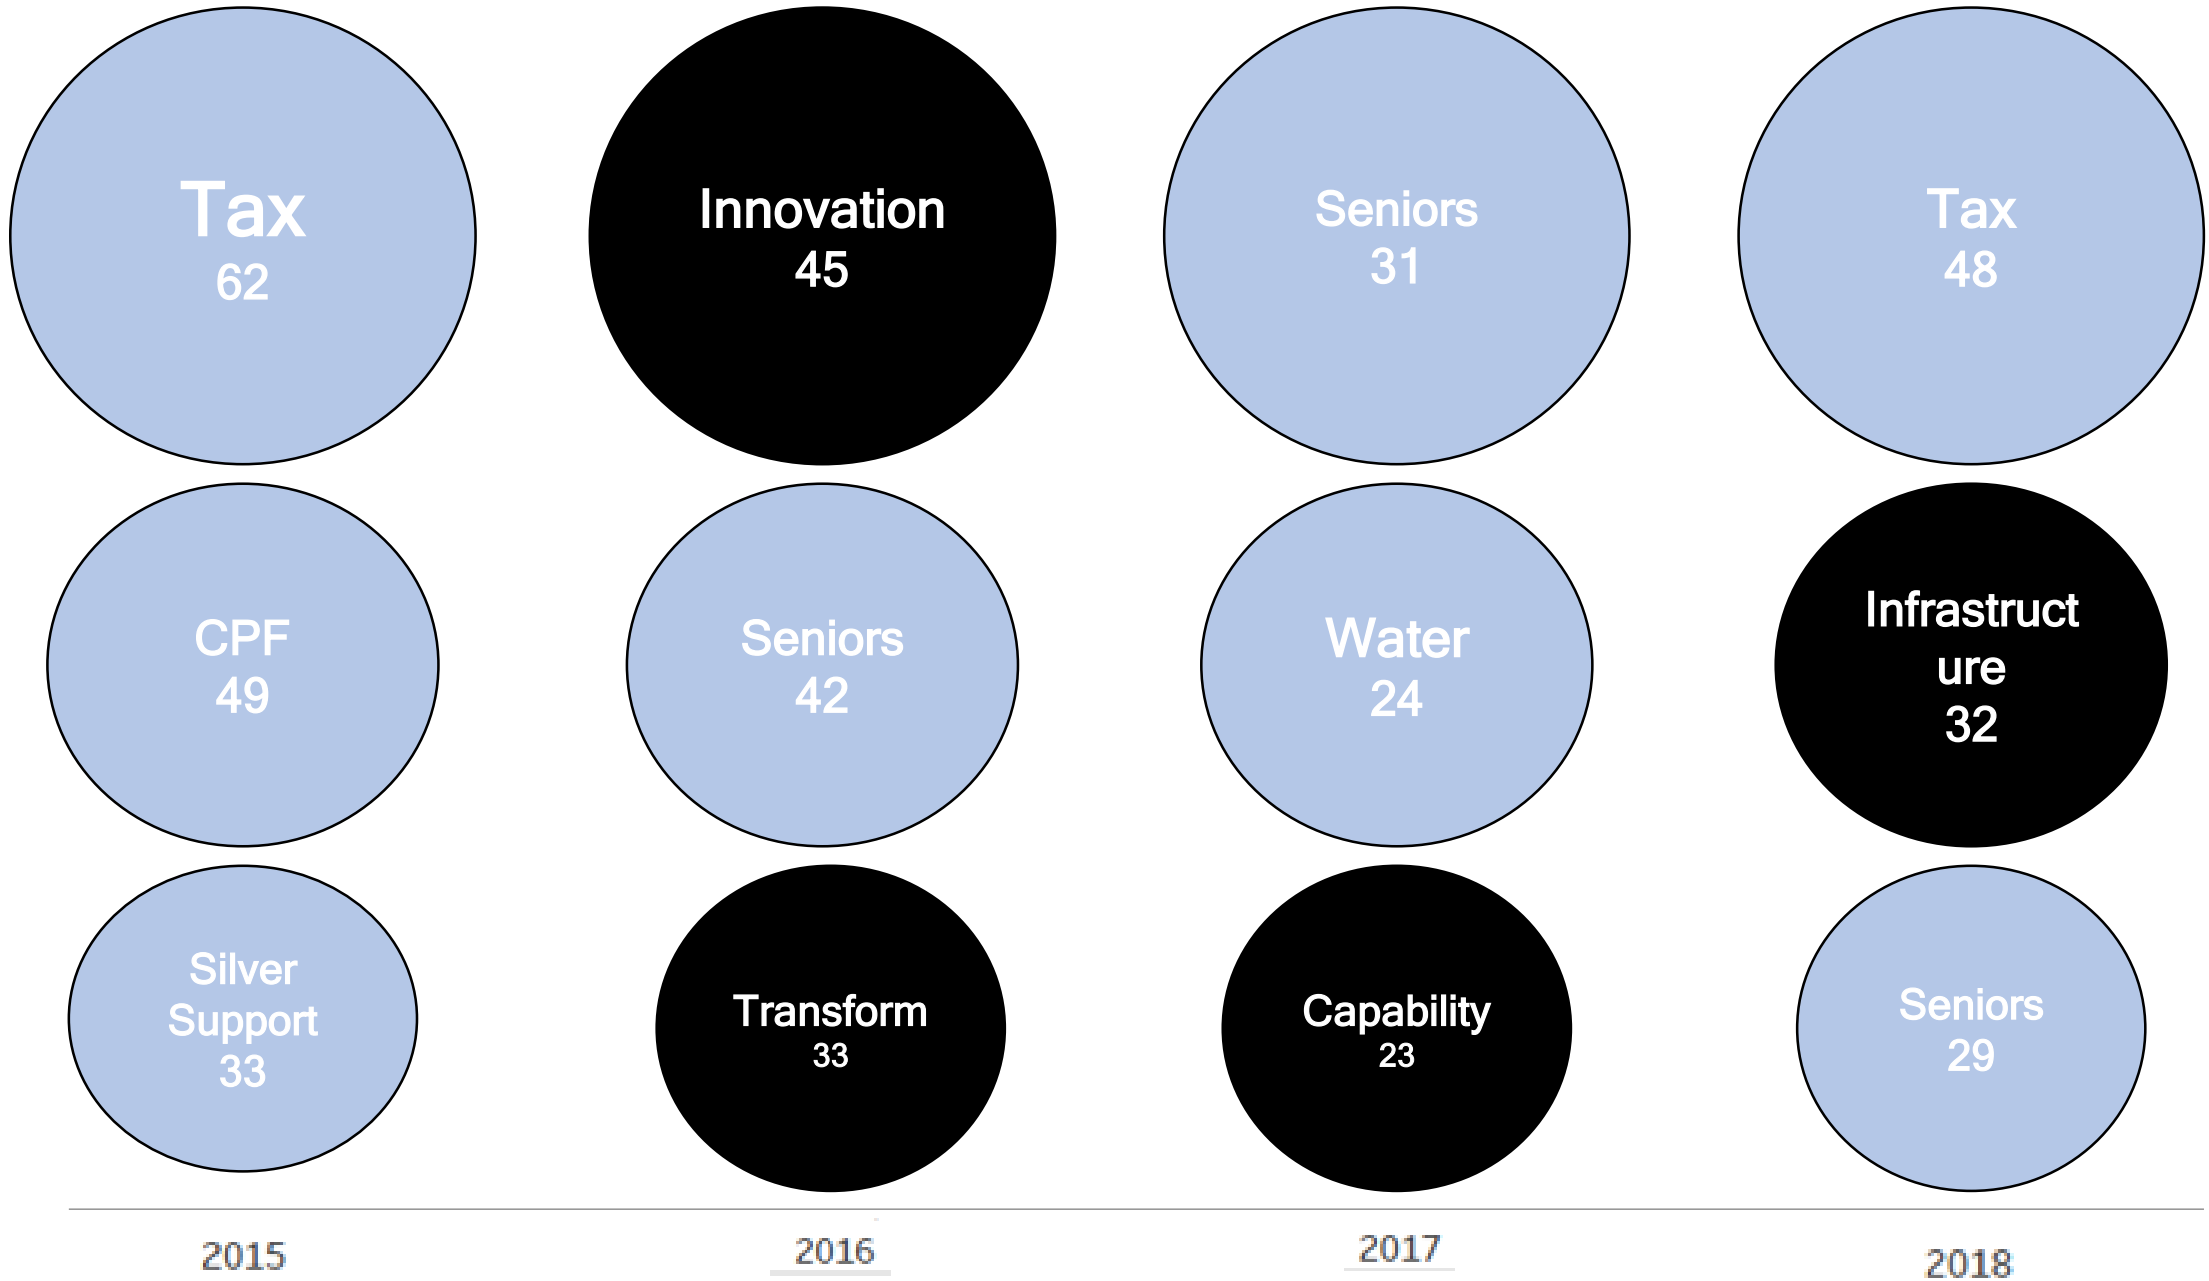 Tax
62
Innovation
45
Seniors
31
Tax
48
CPF
49
Seniors
42
Water
24
Infrastruct
ure
32
Silver
Support
33
Transform
33
Capability
23
Seniors
29
2015
2016
2017
2018